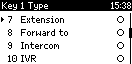 Key 1 Type 15:38
7 Extension
8 Forward to
9 Intercom
10 IVR